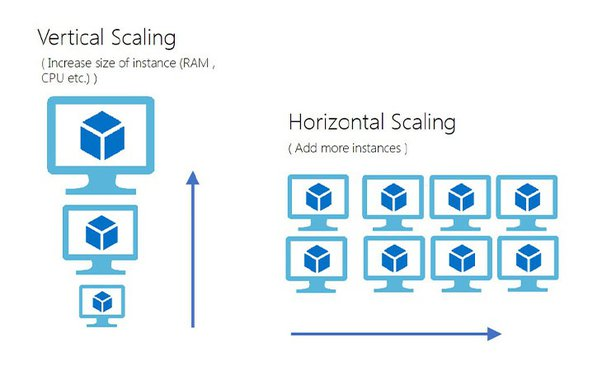 Vertical Scaling
( Increase size of instance (RAM ,
CPU etc.) )
Horizontal Scaling
( Add more instances )